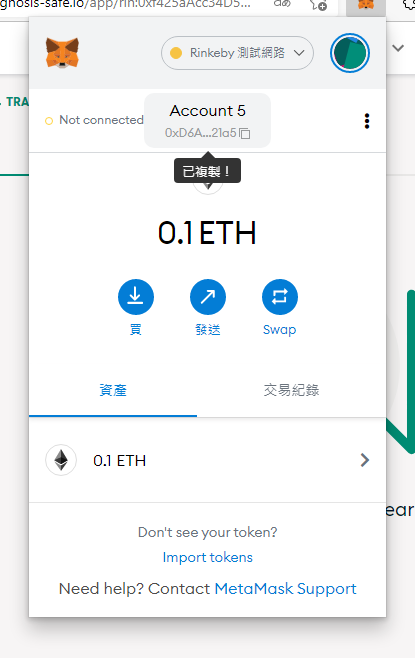 gnosis-safe.io/app/rin:0xf425aAcc34D5...
TRA
Rinkeby 測試網路
Not connected
Account 5
0xD6A...21a5
已複製！
0.1 ETH
買
發送
Swap
資產
交易紀錄
0.1 ETH
ear
Don't see your token?
Import tokens
Need help? Contact MetaMask Support